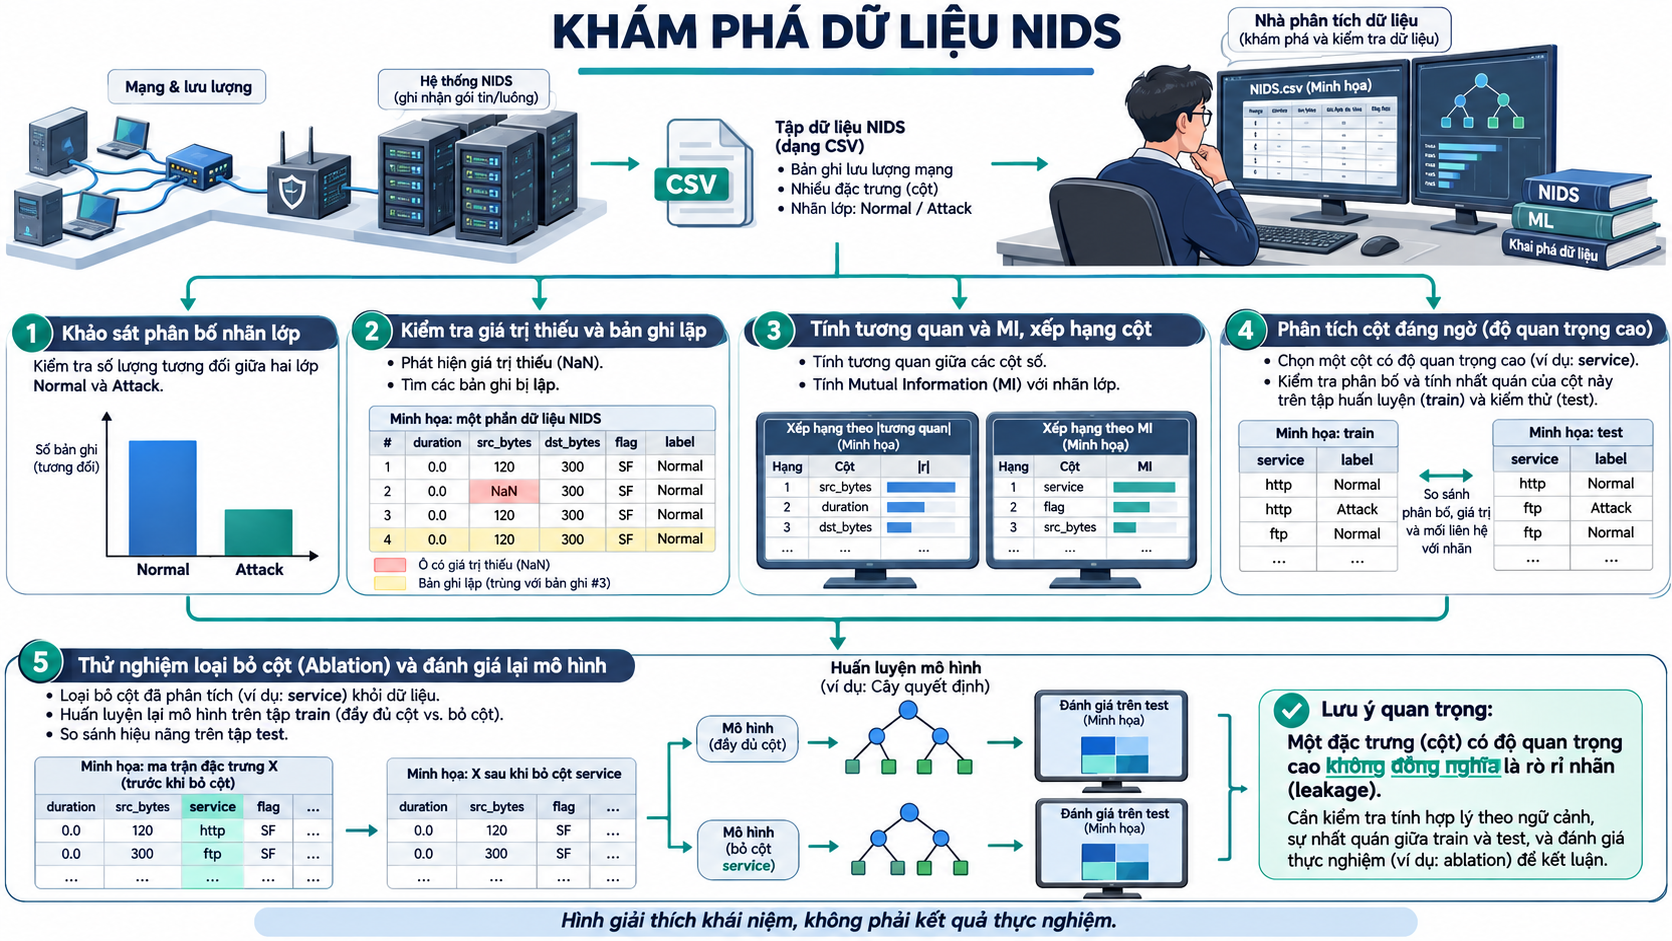 KHÁM PHÁ DỮ LIỆU NIDS
Mạng & lưu lượng
Hệ thống NIDS
(ghi nhận gói tin/luồng)
CSV
Tập dữ liệu NIDS
(dạng CSV)
• Bản ghi lưu lượng mạng
• Nhiều đặc trưng (cột)
• Nhãn lớp: Normal / Attack
Nhà phân tích dữ liệu
(khám phá và kiểm tra dữ liệu)
NIDS.csv (Minh họa)
NIDS
ML
Khai phá dữ liệu
1 Khảo sát phân bố nhãn lớp
Kiểm tra số lượng tương đối giữa hai lớp
Normal và Attack.
Số bản ghi
(tương đối)
Normal Attack
2 Kiểm tra giá trị thiếu và bản ghi lặp
• Phát hiện giá trị thiếu (NaN).
• Tìm các bản ghi bị lặp.
Minh họa: một phần dữ liệu NIDS
# duration src_bytes dst_bytes flag label
1 0.0 120 300 SF Normal
2 0.0 NaN 300 SF Normal
3 0.0 120 300 SF Normal
4 0.0 120 300 SF Normal
Ô có giá trị thiếu (NaN)
Bản ghi lặp (trùng với bản ghi #3)
3 Tính tương quan và MI, xếp hạng cột
• Tính tương quan giữa các cột số.
• Tính Mutual Information (MI) với nhãn lớp.
Xếp hạng theo |tương quan|
(Minh họa)
Hạng Cột |r|
1 src_bytes
2 duration
3 dst_bytes
... ... ...
Xếp hạng theo MI
(Minh họa)
Hạng Cột MI
1 service
2 flag
3 src_bytes
... ... ...
4 Phân tích cột đáng ngờ (độ quan trọng cao)
• Chọn một cột có độ quan trọng cao (ví dụ: service).
• Kiểm tra phân bố và tính nhất quán của cột này
trên tập huấn luyện (train) và kiểm thử (test).
Minh họa: train
service label
http Normal
http Attack
ftp Normal
... ...
So sánh
phân bố, giá trị
và mối liên hệ
với nhãn
Minh họa: test
service label
http Normal
ftp Attack
ftp Normal
... ...
5 Thử nghiệm loại bỏ cột (Ablation) và đánh giá lại mô hình
• Loại bỏ cột đã phân tích (ví dụ: service) khỏi dữ liệu.
• Huấn luyện lại mô hình trên tập train (đầy đủ cột vs. bỏ cột).
• So sánh hiệu năng trên tập test.
Minh họa: ma trận đặc trưng X
(trước khi bỏ cột)
duration src_bytes service flag ...
0.0 120 http SF ...
0.0 300 ftp SF ...
... ... ... ... ...
Minh họa: X sau khi bỏ cột service
duration src_bytes flag ...
0.0 120 SF ...
0.0 300 SF ...
... ... ... ...
Mô hình
(đầy đủ cột)
Mô hình
(bỏ cột
service)
Huấn luyện mô hình
(ví dụ: Cây quyết định)
Đánh giá trên test
(Minh họa)
Đánh giá trên test
(Minh họa)
Lưu ý quan trọng:
Một đặc trưng (cột) có độ quan trọng
cao không đồng nghĩa là rò rỉ nhãn
(leakage).
Cần kiểm tra tính hợp lý theo ngữ cảnh,
sự nhất quán giữa train và test, và đánh giá
thực nghiệm (ví dụ: ablation) để kết luận.
Hình giải thích khái niệm, không phải kết quả thực nghiệm.